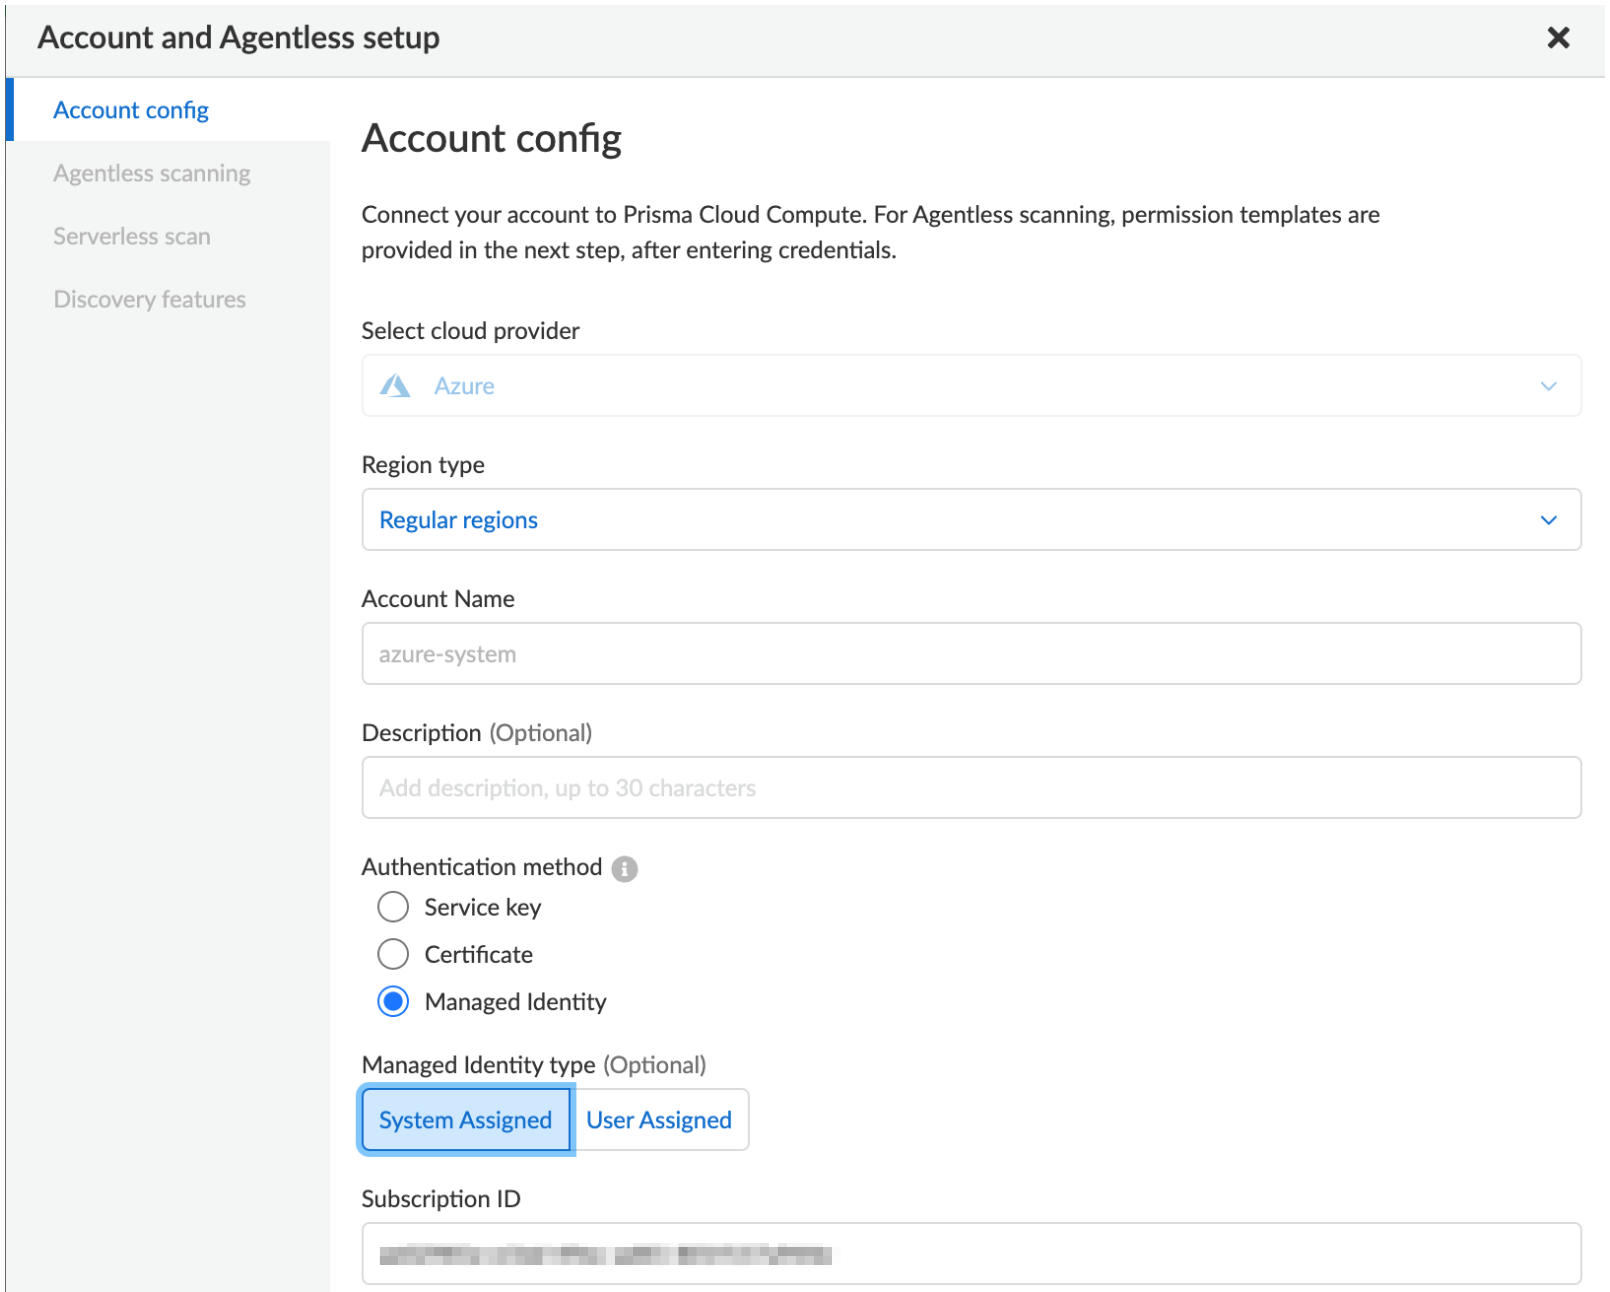 Account and Agentless setup
Account config
Agentless scanning
Serverless scan
Discovery features
Account config
Connect your account to Prisma Cloud Compute. For Agentless scanning, permission templates are
provided in the next step, after entering credentials.
Select cloud provider
Azure
Region type
Regular regions
Account Name
azure-system
Description (Optional)
Add description, up to 30 characters
Authentication method
Service key
Certificate
Managed Identity
Managed Identity type (Optional)
System Assigned
User Assigned
Subscription ID